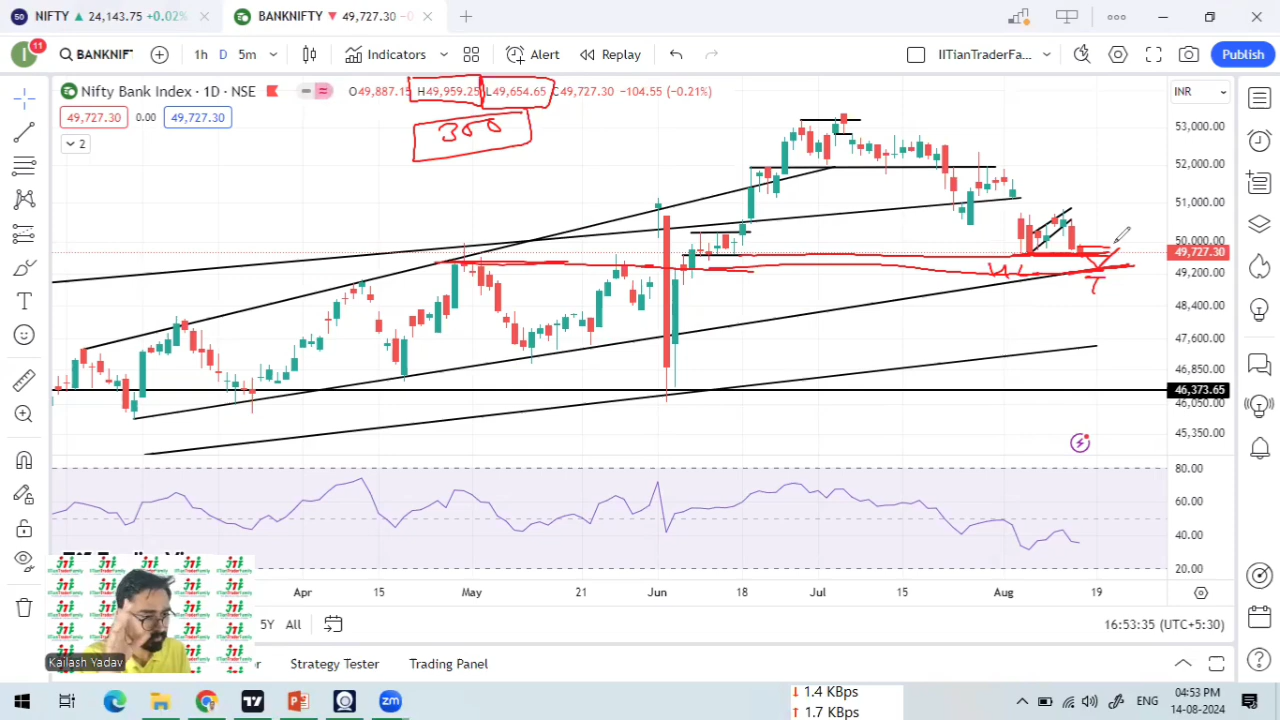 NIFTY ▲ 24,143.75 +0.02%
BANKNIFTY ▼ 49,727.30 −0
11
BANKNIF
1h D 5m
Indicators
Alert
Replay
IITianTraderFa...
Publish
Nifty Bank Index · 1D · NSE
O49,887.15 H49,959.25 L49,654.65 C49,727.30 −104.55 (−0.21%)
INR
49,727.30 0.00 49,727.30
2
300
53,000.00
52,000.00
51,000.00
50,000.00
49,727.30
49,200.00
48,400.00
47,600.00
46,850.00
46,373.65
46,050.00
45,350.00
T
80.00
60.00
40.00
20.00
Apr 15 May 21 Jun 18 Jul 15 Aug 19
5Y All
16:53:35 (UTC+5:30)
Kailash Yadav
Strategy Tester
Trading Panel
1.4 KBps
1.7 KBps
ENG
04:53 PM
14-08-2024